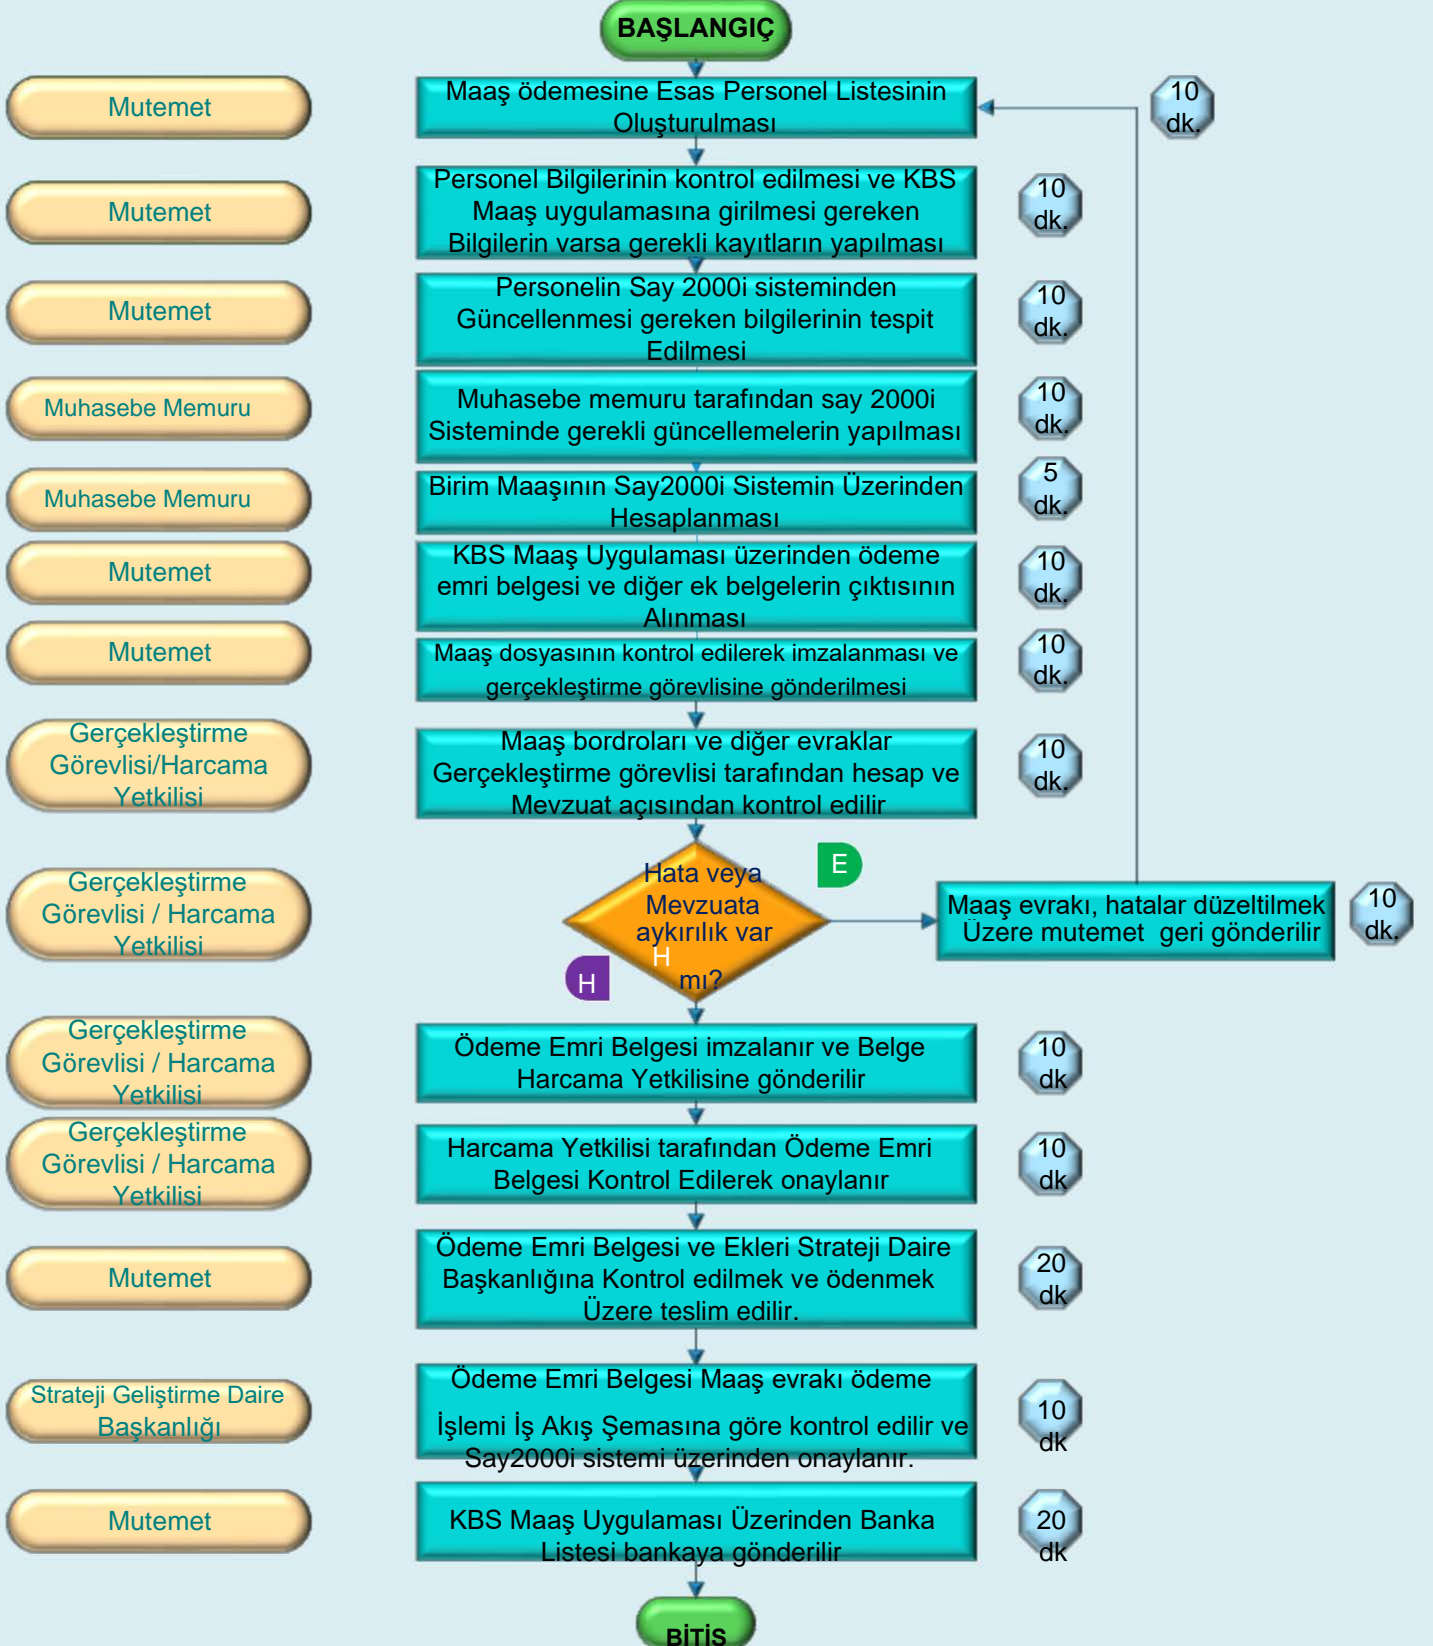 BAŞLANGIÇ
Mutemet
Maaş ödemesine Esas Personel Listesinin
Oluşturulması
10
dk.
Mutemet
Personel Bilgilerinin kontrol edilmesi ve KBS
Maaş uygulamasına girilmesi gereken
Bilgilerin varsa gerekli kayıtların yapılması
10
dk.
Mutemet
Personelin Say 2000i sisteminden
Güncellenmesi gereken bilgilerinin tespit
Edilmesi
10
dk.
Muhasebe Memuru
Muhasebe memuru tarafından say 2000i
Sisteminde gerekli güncellemelerin yapılması
10
dk.
Muhasebe Memuru
Birim Maaşının Say2000i Sistemin Üzerinden
Hesaplanması
5
dk.
Mutemet
KBS Maaş Uygulaması üzerinden ödeme
emri belgesi ve diğer ek belgelerin çıktısının
Alınması
10
dk.
Mutemet
Maaş dosyasının kontrol edilerek imzalanması ve
gerçekleştirme görevlisine gönderilmesi
10
dk.
Gerçekleştirme
Görevlisi/Harcama
Yetkilisi
Maaş bordroları ve diğer evraklar
Gerçekleştirme görevlisi tarafından hesap ve
Mevzuat açısından kontrol edilir
10
dk.
Gerçekleştirme
Görevlisi / Harcama
Yetkilisi
Hata veya
Mevzuata
aykırılık var
H
mı?
E
H
Maaş evrakı, hatalar düzeltilmek
Üzere mutemet geri gönderilir
10
dk.
Gerçekleştirme
Görevlisi / Harcama
Yetkilisi
Ödeme Emri Belgesi imzalanır ve Belge
Harcama Yetkilisine gönderilir
10
dk
Gerçekleştirme
Görevlisi / Harcama
Yetkilisi
Harcama Yetkilisi tarafından Ödeme Emri
Belgesi Kontrol Edilerek onaylanır
10
dk
Mutemet
Ödeme Emri Belgesi ve Ekleri Strateji Daire
Başkanlığına Kontrol edilmek ve ödenmek
Üzere teslim edilir.
20
dk
Strateji Geliştirme Daire
Başkanlığı
Ödeme Emri Belgesi Maaş evrakı ödeme
İşlemi İş Akış Şemasına göre kontrol edilir ve
Say2000i sistemi üzerinden onaylanır.
10
dk
Mutemet
KBS Maaş Uygulaması Üzerinden Banka
Listesi bankaya gönderilir
20
dk
BİTİS